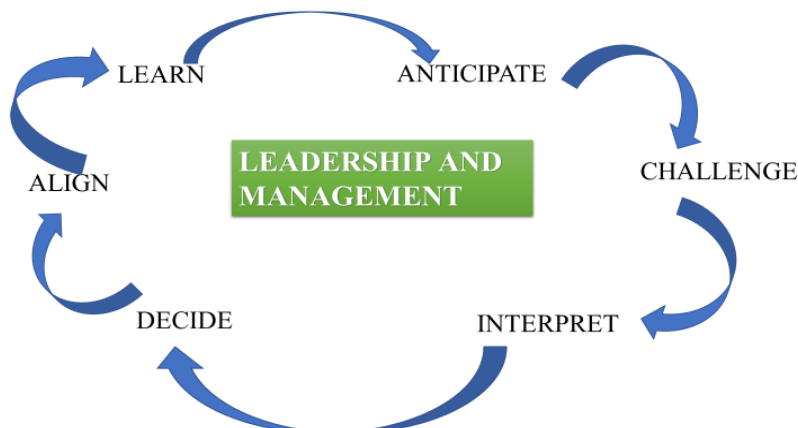 LEARN
ANTICIPATE
LEADERSHIP AND
MANAGEMENT
CHALLENGE
ALIGN
DECIDE
INTERPRET